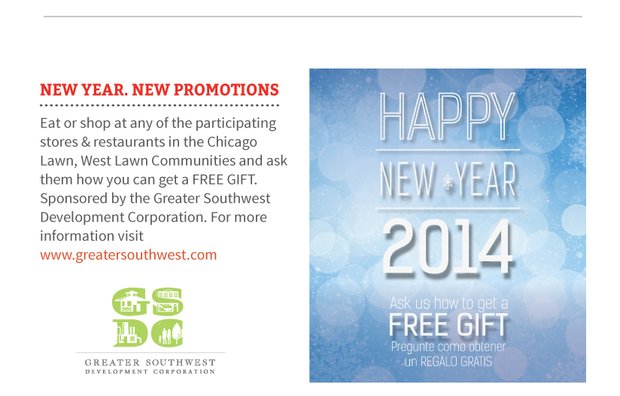 NEW YEAR. NEW PROMOTIONS
Eat or shop at any of the participating
stores & restaurants in the Chicago
Lawn, West Lawn Communities and ask
them how you can get a FREE GIFT.
Sponsored by the Greater Southwest
Development Corporation. For more
information visit
www.greatersouthwest.com
GS
DC
GREATER SOUTHWEST
DEVELOPMENT CORPORATION
HAPPY
NEW YEAR
2014
Ask us how to get a
FREE GIFT
Pregunte como obtener
un REGALO GRATIS